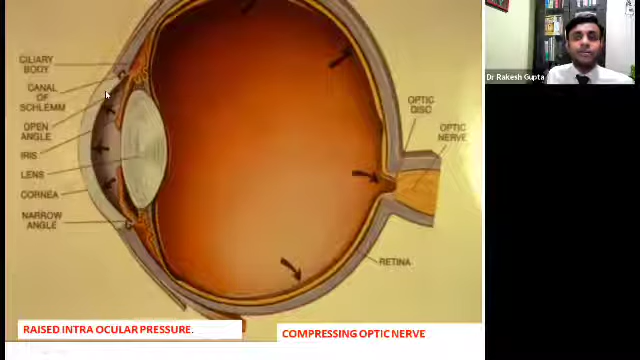 CILIARY
BODY
CANAL
OF
SCHLEMM
OPEN
ANGLE
IRIS
LENS
CORNEA
NARROW
ANGLE
OPTIC
DISC
OPTIC
NERVE
RETINA
RAISED INTRA OCULAR PRESSURE.
COMPRESSING OPTIC NERVE
Dr Rakesh Gupta